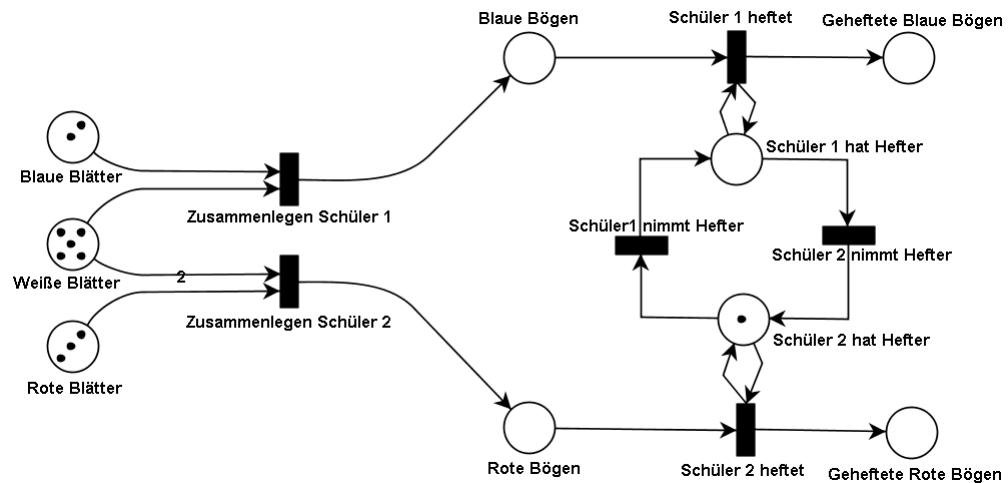 Blaue Bögen
Schüler 1 heftet
Geheftete Blaue Bögen
Blaue Blätter
Schüler 1 hat Hefter
Zusammenlegen Schüler 1
Schüler1 nimmt Hefter
Schüler 2 nimmt Hefter
Weiße Blätter
2
Zusammenlegen Schüler 2
Schüler 2 hat Hefter
Rote Blätter
Rote Bögen
Schüler 2 heftet
Geheftete Rote Bögen